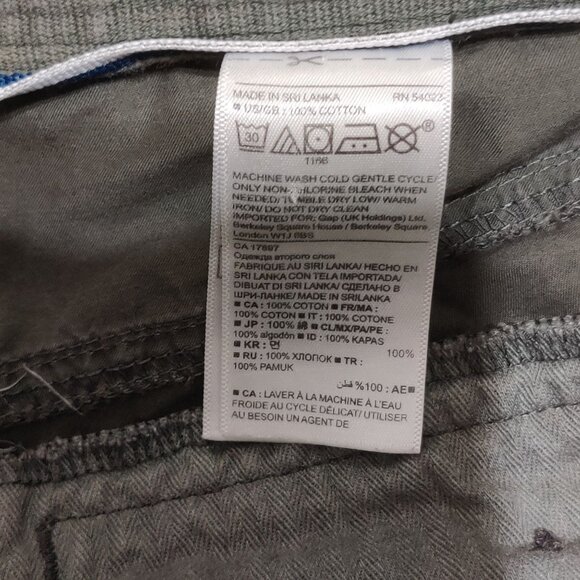 MADE IN SRI LANKA RN 54023
■ US/GB : 100% COTTON
30 ®
1166
MACHINE WASH COLD GENTLE CYCLE/
ONLY NON-CHLORINE BLEACH WHEN
NEEDED/ TUMBLE DRY LOW/ WARM
IRON/ DO NOT DRY CLEAN
IMPORTED FOR: Gap (UK Holdings) Ltd.
Berkeley Square House / Berkeley Square
London W1J 6BS
CA 17897
Одежда второго слоя
FABRIQUE AU SIRI LANKA/ HECHO EN
SRI LANKA CON TELA IMPORTADA/
DIBUAT DI SRI LANKA/ СДЕЛАНО В
ШРИ-ЛАНКЕ/ MADE IN SRILANKA
■ CA : 100% COTON ■ FR/MA :
100% COTON ■ IT : 100% COTONE
■ JP : 100% 綿 ■ CL/MX/PA/PE :
100% algodón ■ ID : 100% KAPAS
■ KR : 면 100%
■ RU : 100% ХЛОПОК ■ TR :
100% PAMUK
■ AE : 100% قطن
■ CA : LAVER À LA MACHINE À L'EAU
FROIDE AU CYCLE DÉLICAT/ UTILISER
AU BESOIN UN AGENT DE